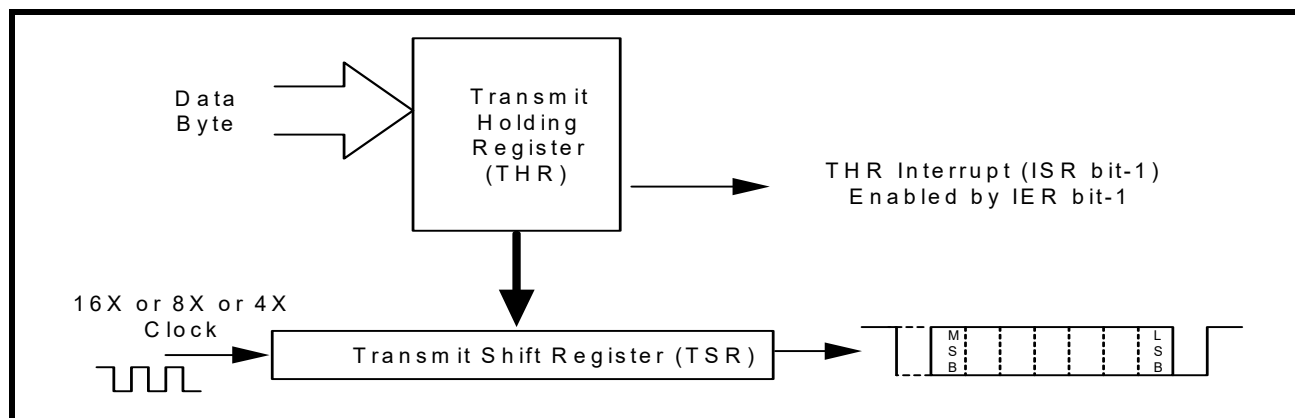 Data
Byte
Transmit
Holding
Register
(THR)
THR Interrupt (ISR bit-1)
Enabled by IER bit-1
16X or 8X or 4X
Clock
Transmit Shift Register (TSR)
M
S
B
L
S
B